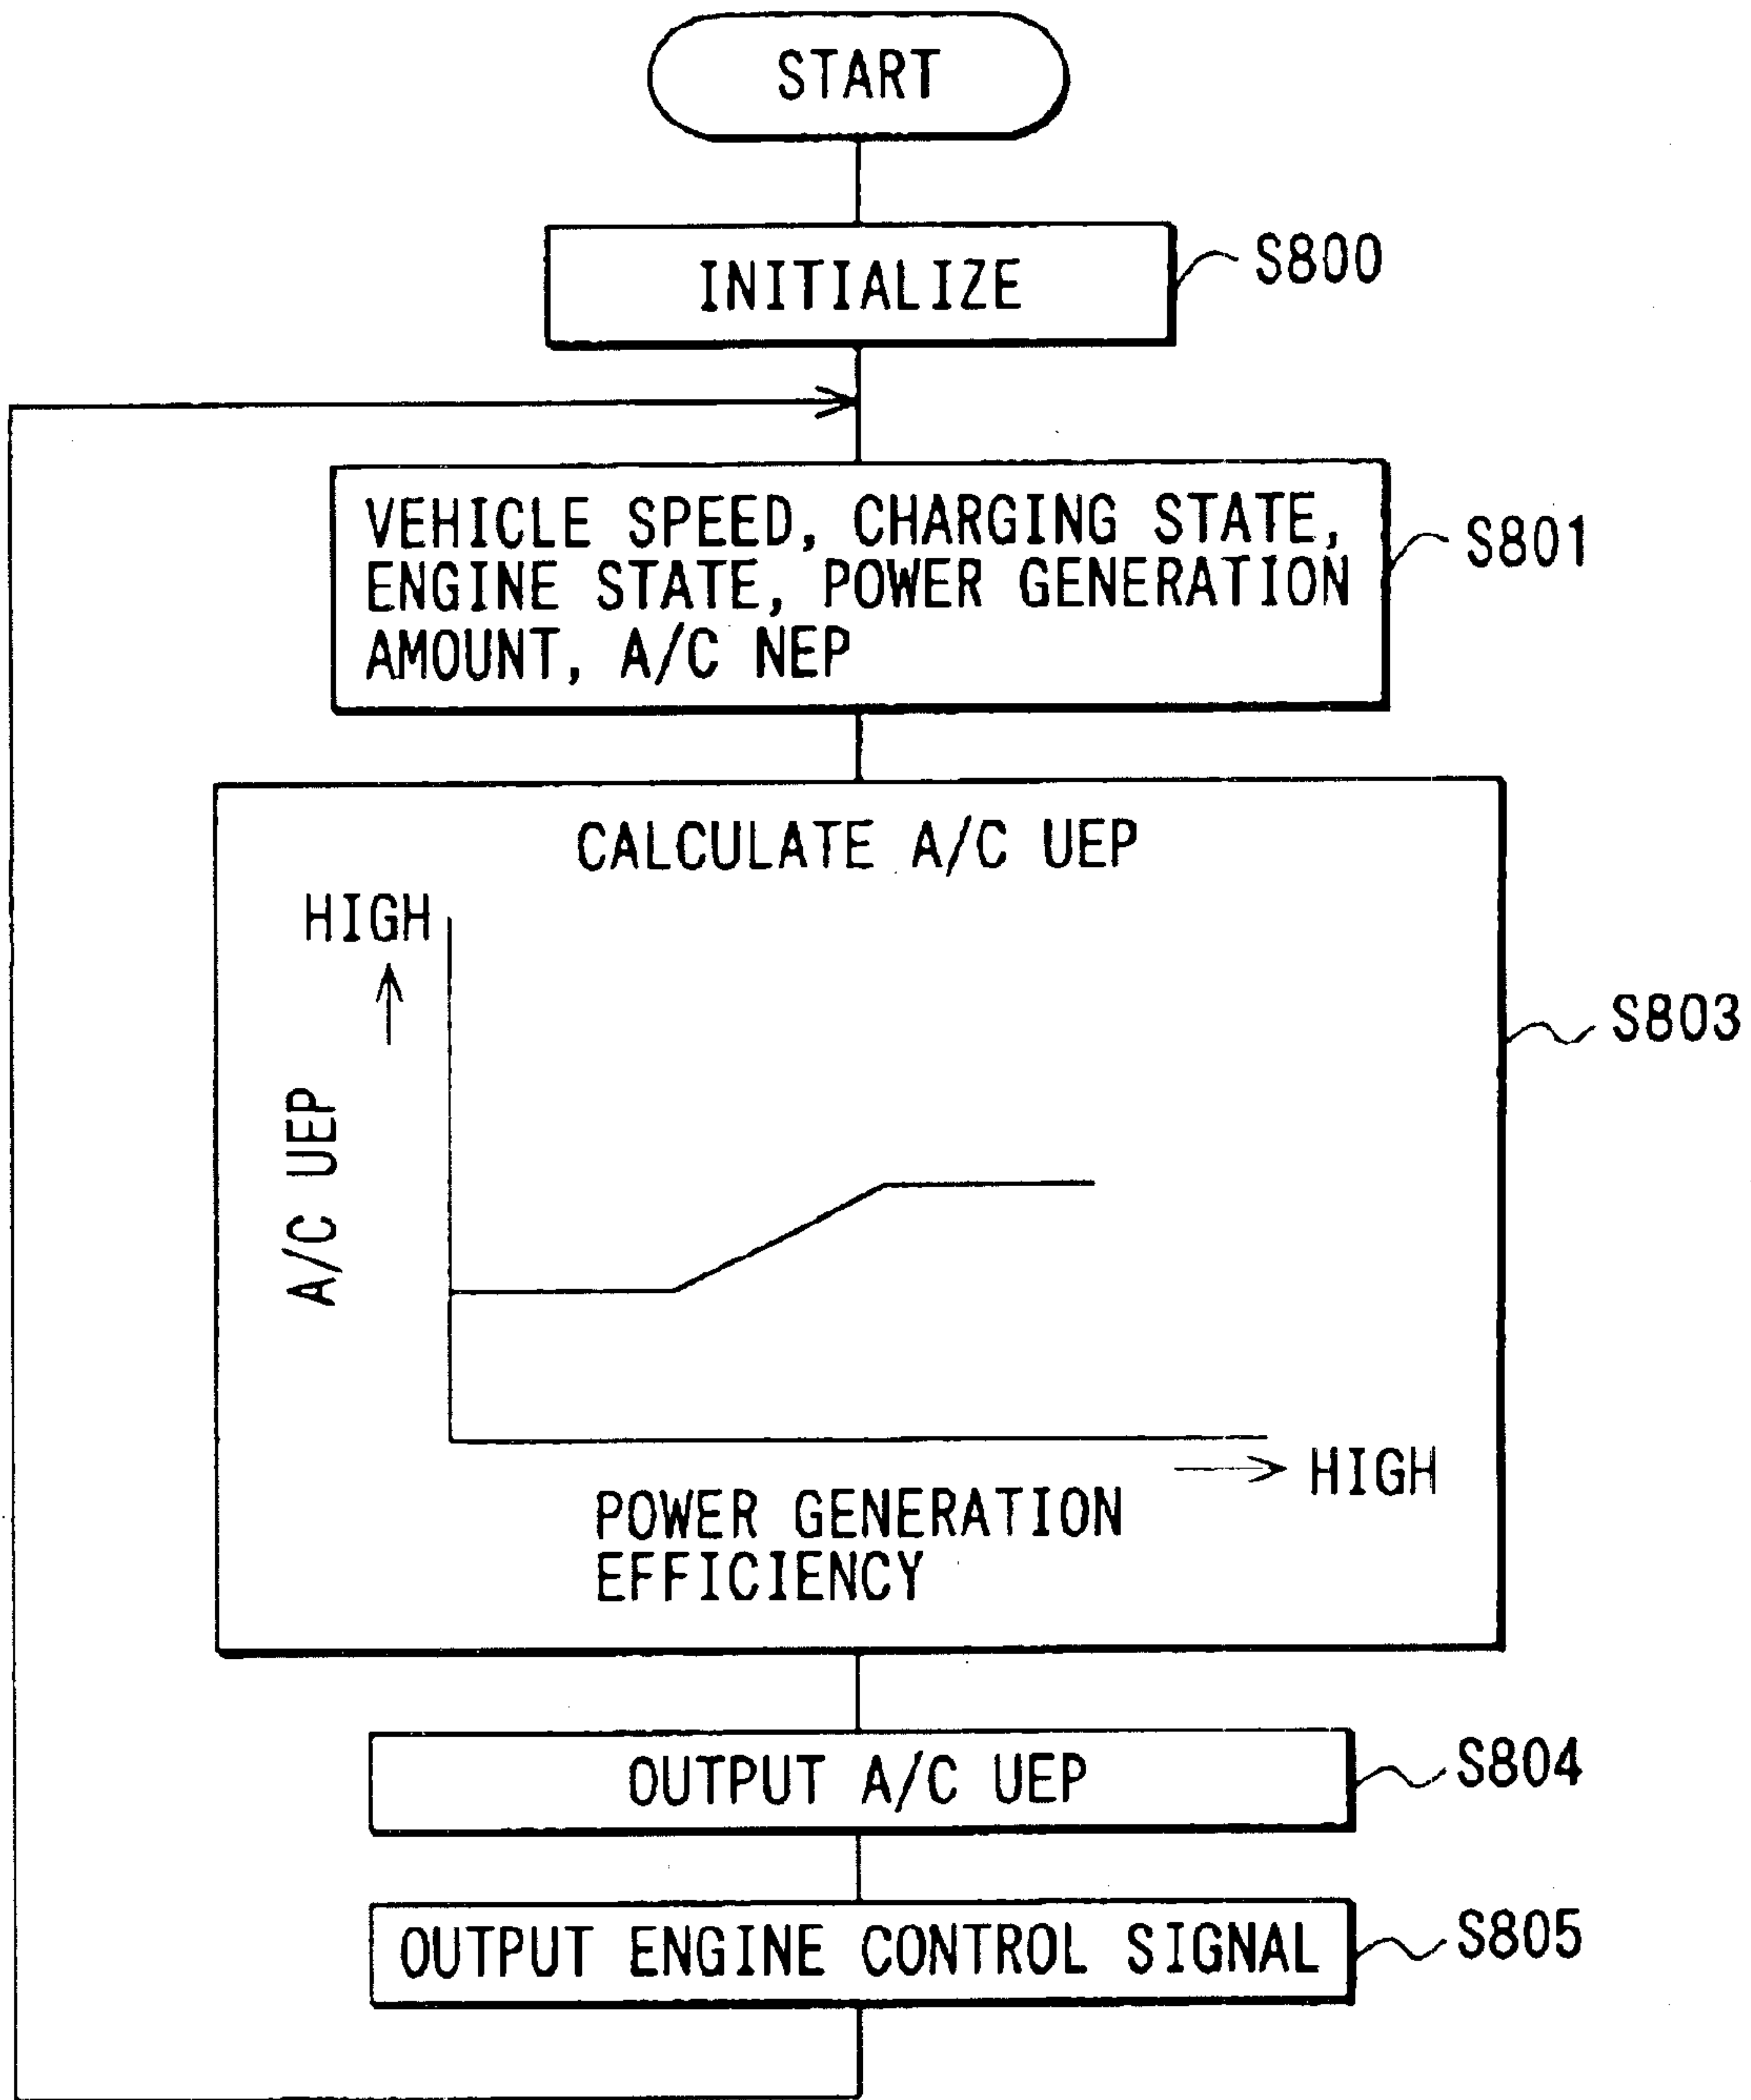 START
INITIALIZE
S800
VEHICLE SPEED, CHARGING STATE,
ENGINE STATE, POWER GENERATION
AMOUNT, A/C NEP
S801
CALCULATE A/C UEP
HIGH
A/C UEP
S803
HIGH
POWER GENERATION
EFFICIENCY
OUTPUT A/C UEP
S804
OUTPUT ENGINE CONTROL SIGNAL
S805